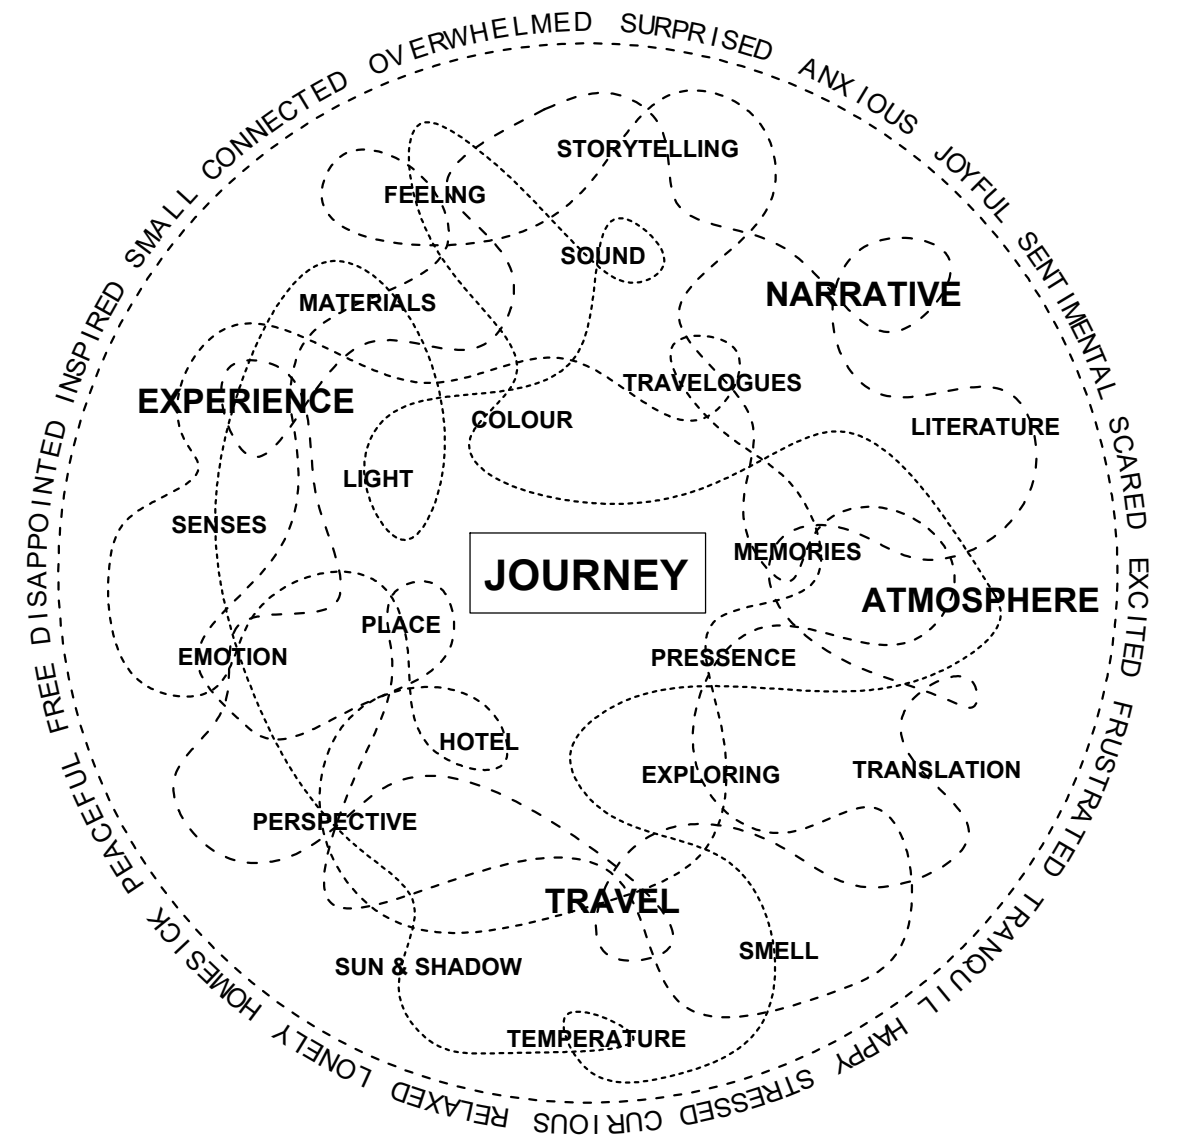 OVERWHELMED SURPRISED ANXIOUS JOYFUL SENTIMENTAL SCARED EXCITED FRUSTRATED TRANQUIL HAPPY STRESSED CURIOUS RELAXED LONELY HOMESICK PEACEFUL FREE DISAPPOINTED INSPIRED SMALL CONNECTED
STORYTELLING
FEELING
SOUND
NARRATIVE
MATERIALS
TRAVELOGUES
EXPERIENCE
COLOUR
LITERATURE
LIGHT
SENSES
MEMORIES
JOURNEY
ATMOSPHERE
PLACE
EMOTION
PRESSENCE
HOTEL
TRANSLATION
EXPLORING
PERSPECTIVE
TRAVEL
SMELL
SUN & SHADOW
TEMPERATURE